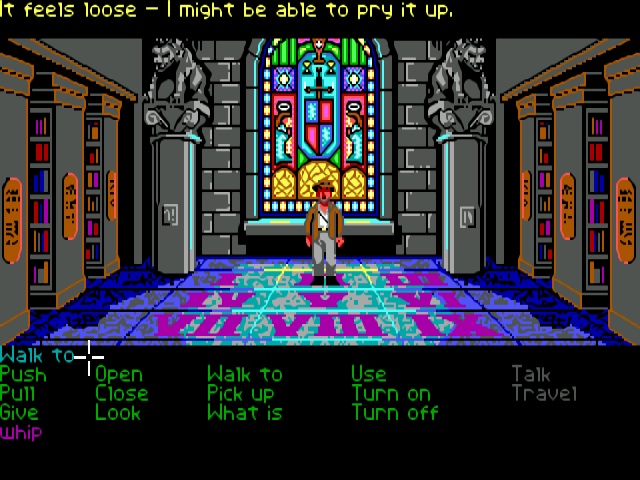 It feels loose - I might be able to pry it up.
Walk to
Push Open Walk to Use Talk
Pull Close Pick up Turn on Travel
Give Look What is Turn off
whip